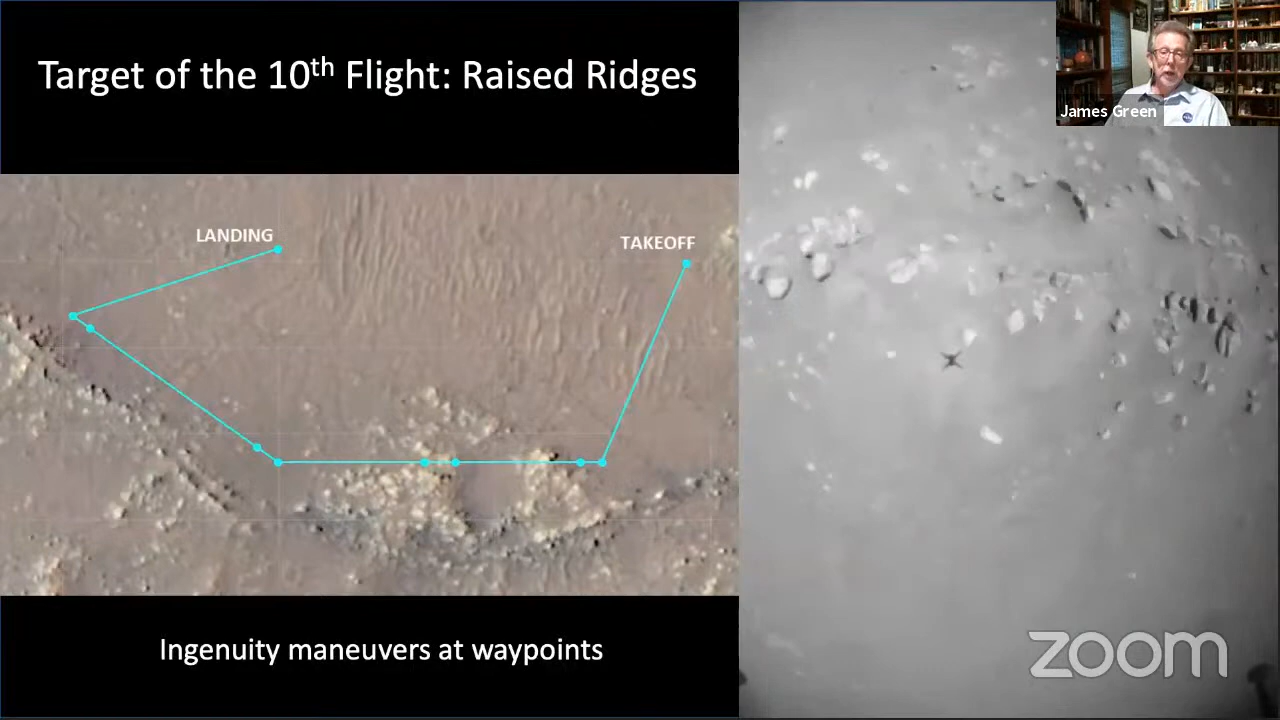 Target of the 10th Flight: Raised Ridges
James Green
LANDING
TAKEOFF
Ingenuity maneuvers at waypoints
zoom